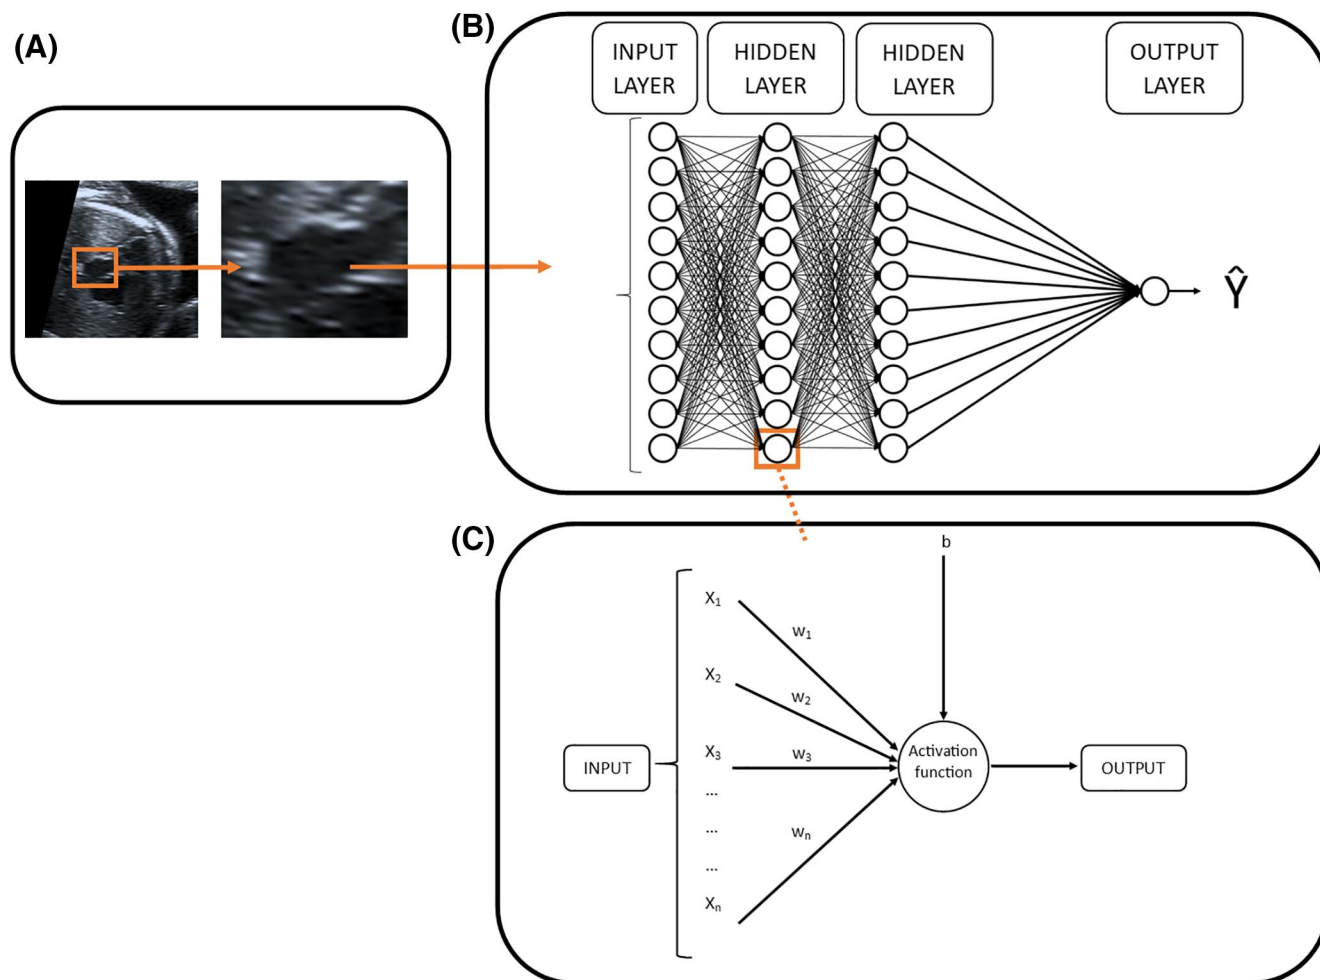 (A)
(B)
INPUT
LAYER
HIDDEN
LAYER
HIDDEN
LAYER
OUTPUT
LAYER
Ŷ
(C)
b
X₁
w₁
X₂
w₂
X₃
w₃
...
...
...
Xₙ
wₙ
INPUT
Activation
function
OUTPUT